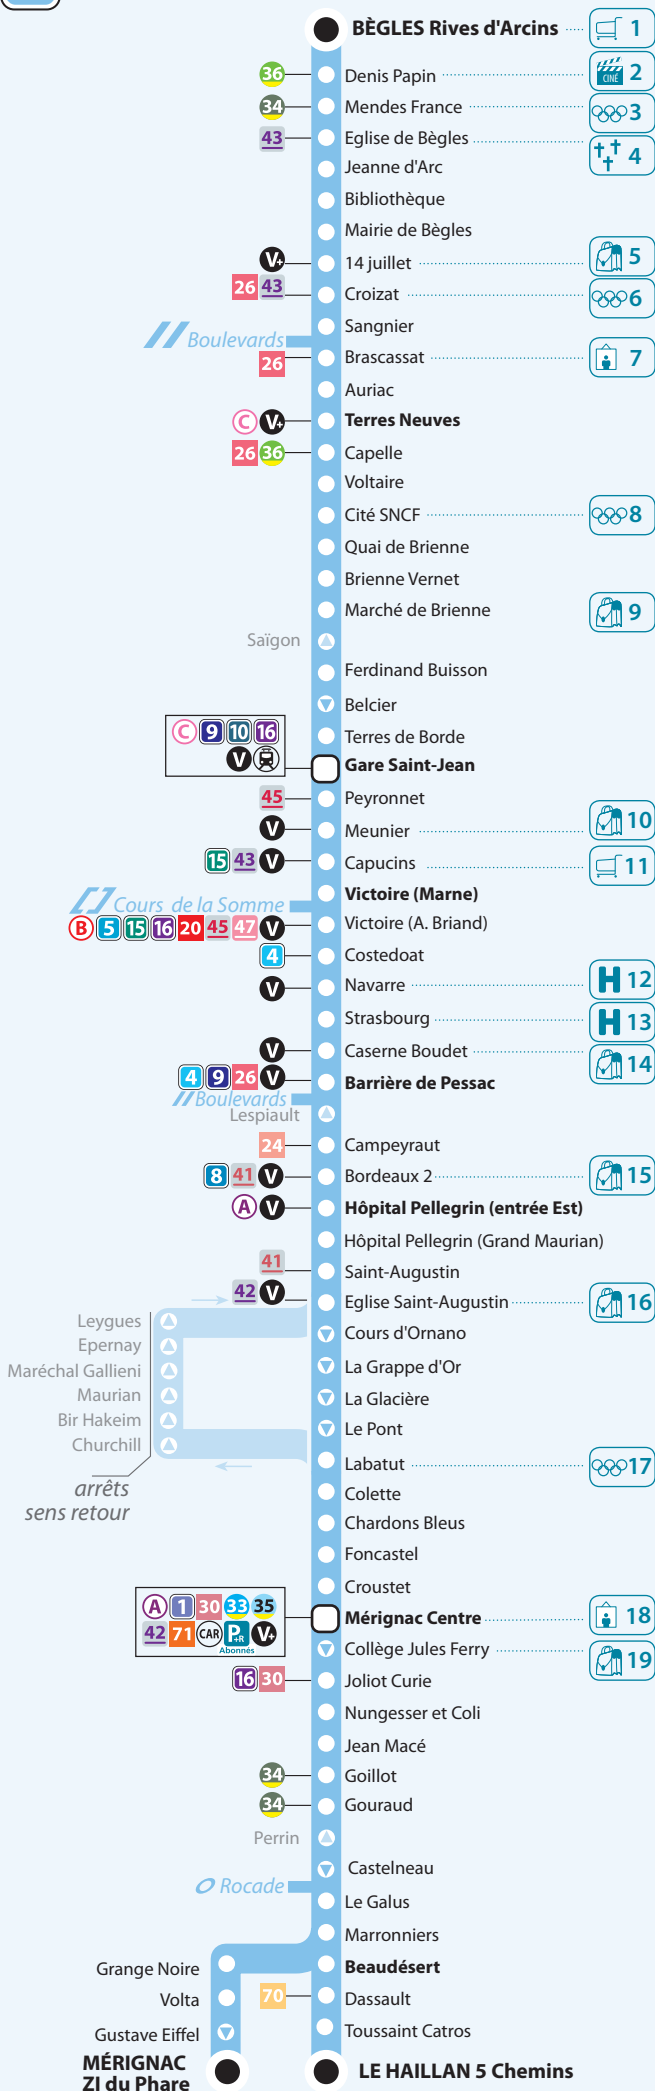 BÈGLES Rives d'Arcins 1
36 Denis Papin CINÉ 2
34 Mendes France 3
43 Eglise de Bègles 4
Jeanne d'Arc
Bibliothèque
Mairie de Bègles
V+ 14 juillet 5
26 43 Croizat 6
Sangnier
Boulevards
26 Brascassat 7
Auriac
C V+ Terres Neuves
26 36 Capelle
Voltaire
Cité SNCF 8
Quai de Brienne
Brienne Vernet
Marché de Brienne 9
Saïgon
Ferdinand Buisson
Belcier
Terres de Borde
C 9 10 16
V
Gare Saint-Jean
45 Peyronnet
V Meunier 10
15 43 V Capucins 11
Victoire (Marne)
Cours de la Somme
B 5 15 16 20 45 47 V Victoire (A. Briand)
4 Costedoat
V Navarre H 12
Strasbourg H 13
V Caserne Boudet 14
4 9 26 V Barrière de Pessac
Boulevards
Lespiault
24 Campeyraut
8 41 V Bordeaux 2 15
A V Hôpital Pellegrin (entrée Est)
Hôpital Pellegrin (Grand Maurian)
41 Saint-Augustin
42 V Eglise Saint-Augustin 16
Leygues
Epernay
Maréchal Gallieni
Maurian
Bir Hakeim
Churchill
arrêts
sens retour
Cours d'Ornano
La Grappe d'Or
La Glacière
Le Pont
Labatut 17
Colette
Chardons Bleus
Foncastel
Croustet
A 1 30 33 35
42 71 CAR P+R V+
Abonnés
Mérignac Centre 18
Collège Jules Ferry 19
16 30 Joliot Curie
Nungesser et Coli
Jean Macé
34 Goillot
34 Gouraud
Perrin
Castelneau
Rocade
Le Galus
Marronniers
Beaudésert
70 Dassault
Toussaint Catros
LE HAILLAN 5 Chemins
Grange Noire
Volta
Gustave Eiffel
MÉRIGNAC
ZI du Phare